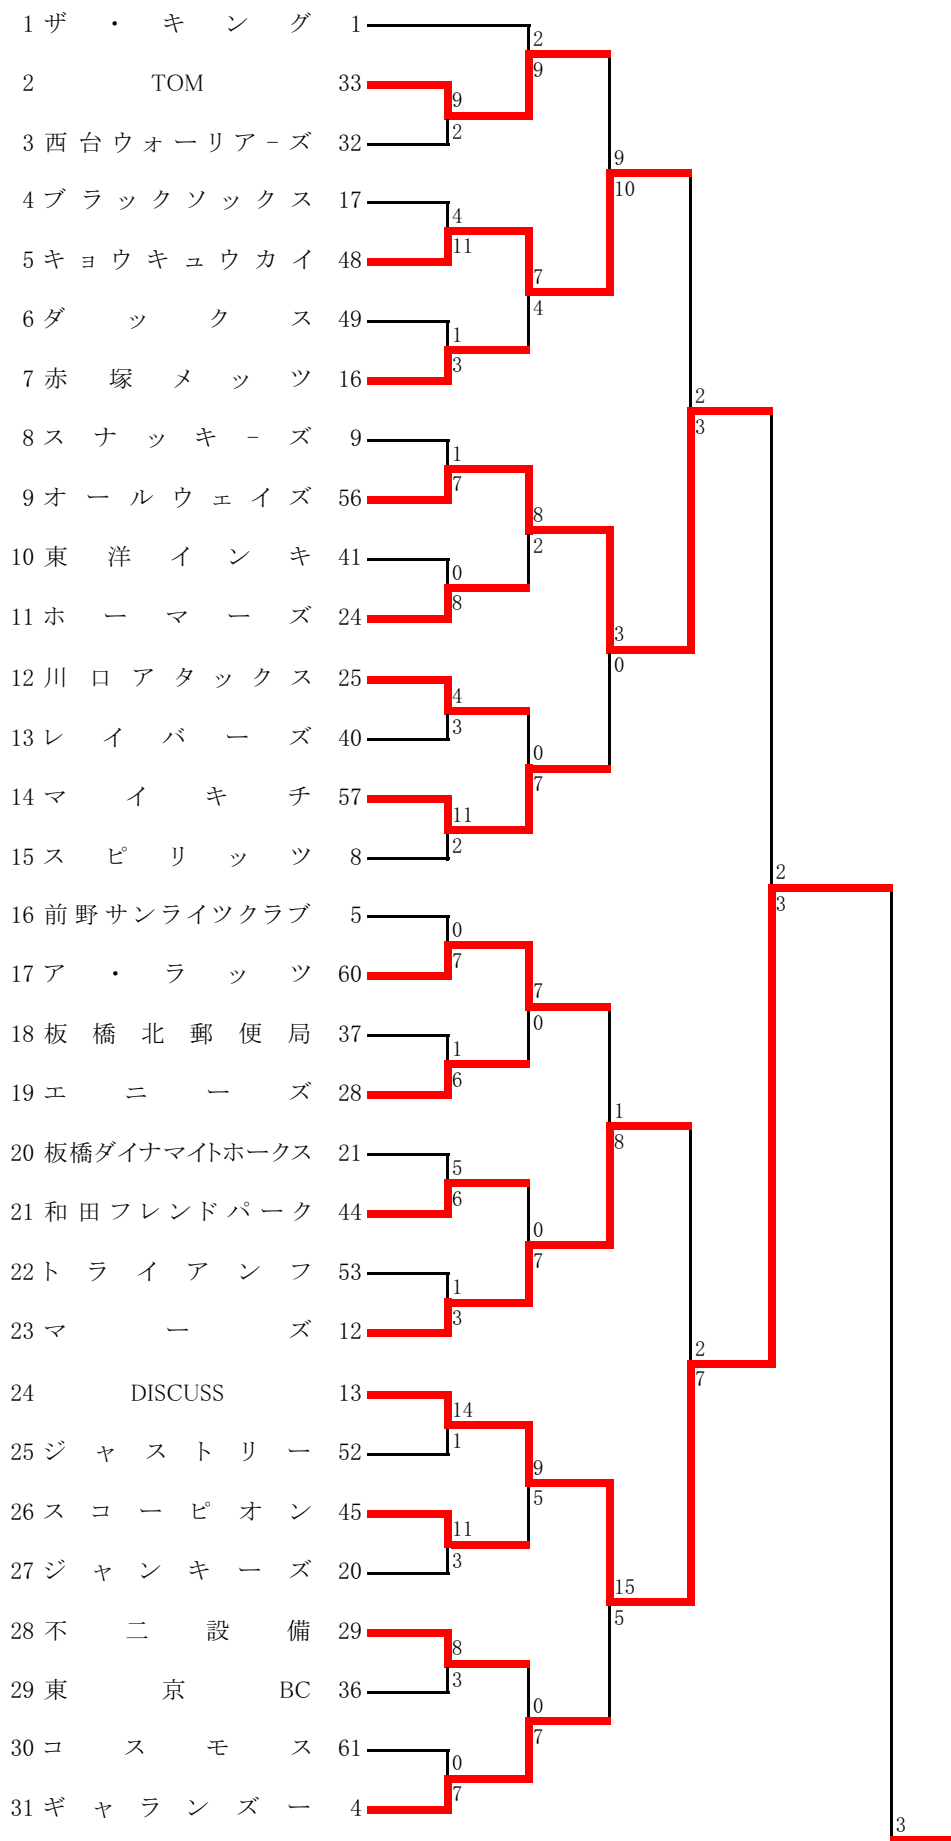 1 ザ・キング 1
2
9
2 TOM 33
9
2
3 西台ウォーリア-ズ 32
9
10
4 ブラックソックス 17
4
11
5 キョウキュウカイ 48
7
4
6 ダックス 49
1
3
7 赤塚メッツ 16
2
3
8 スナッキ-ズ 9
1
7
9 オールウェイズ 56
8
2
10 東洋インキ 41
0
8
11 ホーマーズ 24
3
0
12 川口アタックス 25
4
3
13 レイバーズ 40
0
7
14 マイキチ 57
11
2
15 スピリッツ 8
2
3
16 前野サンライツクラブ 5
0
7
17 ア・ラッツ 60
7
0
18 板橋北郵便局 37
1
6
19 エニーズ 28
1
8
20 板橋ダイナマイトホークス 21
5
6
21 和田フレンドパーク 44
0
7
22 トライアンフ 53
1
3
23 マーズ 12
2
7
24 DISCUSS 13
14
1
25 ジャストリー 52
9
5
26 スコーピオン 45
11
3
27 ジャンキーズ 20
15
5
28 不二設備 29
8
3
29 東京BC 36
0
7
30 コスモス 61
0
7
31 ギャランズー 4
3